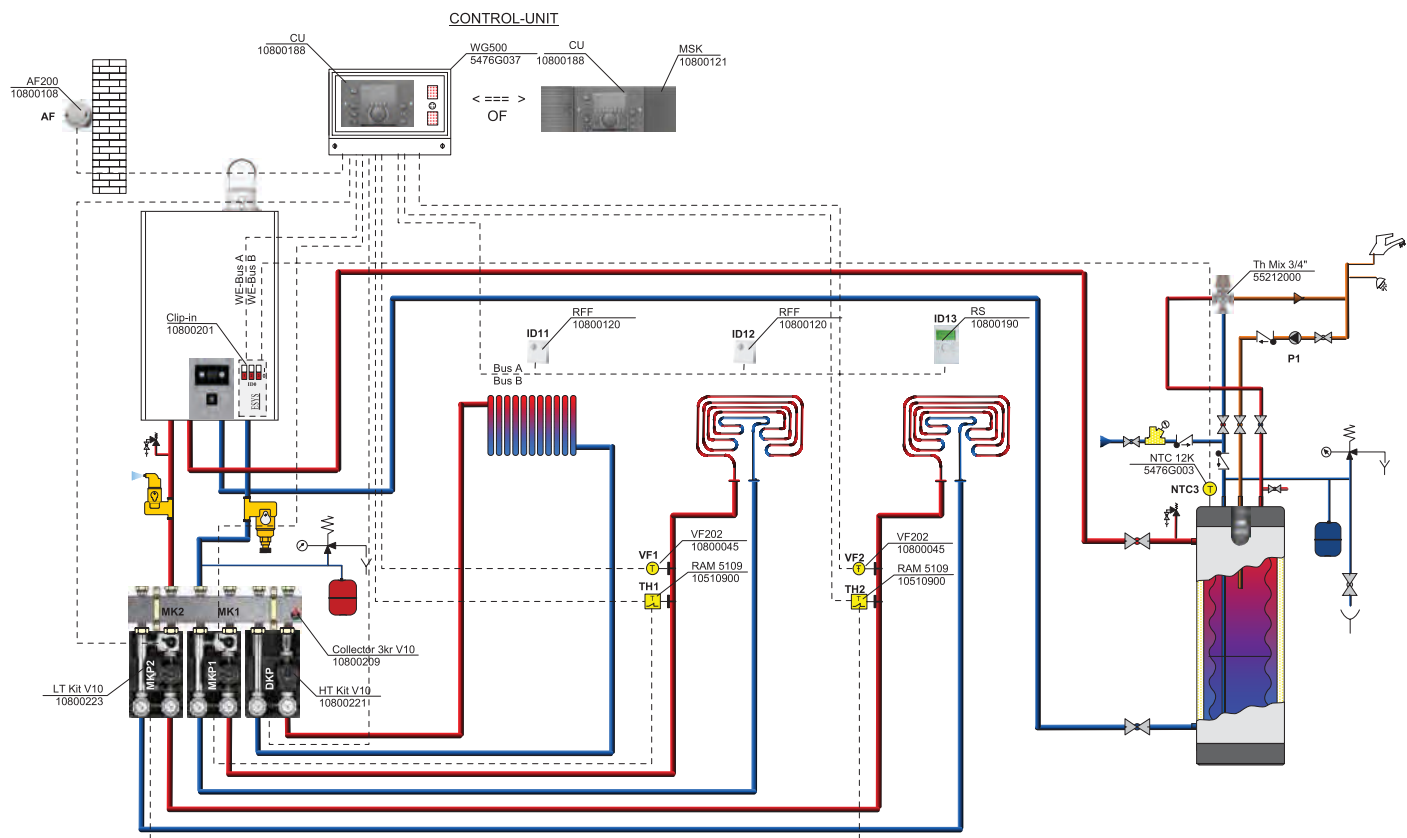 CONTROL-UNIT
CU
10800188
WG500
5476G037
CU
10800188
MSK
10800121
< === >
OF
AF200
10800108
AF
WE-Bus A
WE-Bus B
Clip-in
10800201
ESYS
Th Mix 3/4"
55212000
P1
ID11
RFF
10800120
ID12
RFF
10800120
ID13
RS
10800190
Bus A
Bus B
NTC 12K
5476G003
NTC3
T
VF1
T
VF202
10800045
TH1
RAM 5109
10510900
VF2
T
VF202
10800045
TH2
RAM 5109
10510900
MK2
MK1
Collector 3kr V10
10800209
MKP2
MKP1
DKP
LT Kit V10
10800223
HT Kit V10
10800221